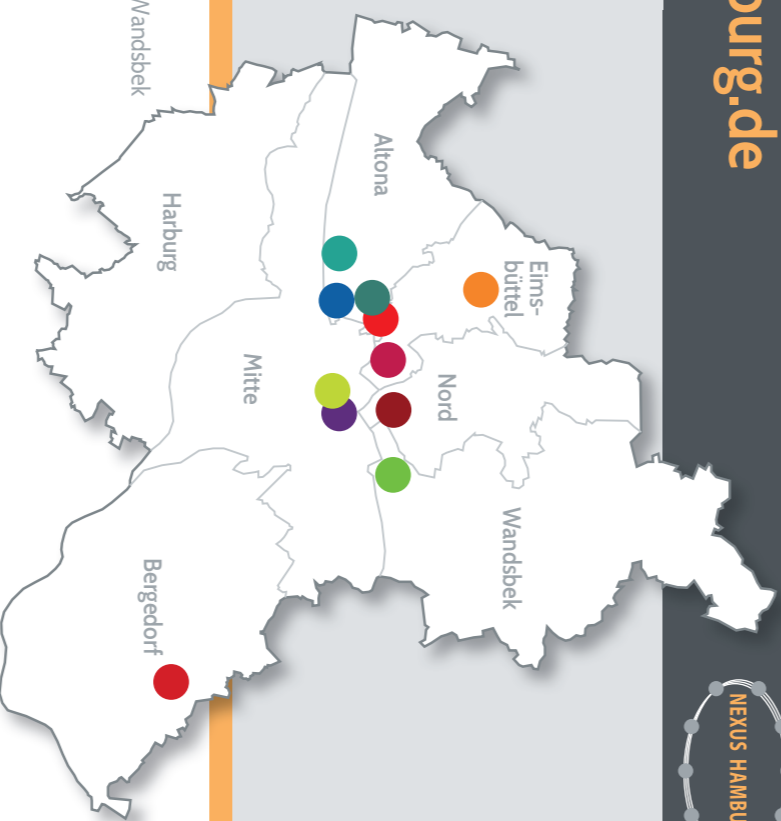 burg.de
NEXUS HAMBU
Eims-
büttel
Wandsbek
Nord
Altona
Mitte
Harburg
Bergedorf
Wandsbek